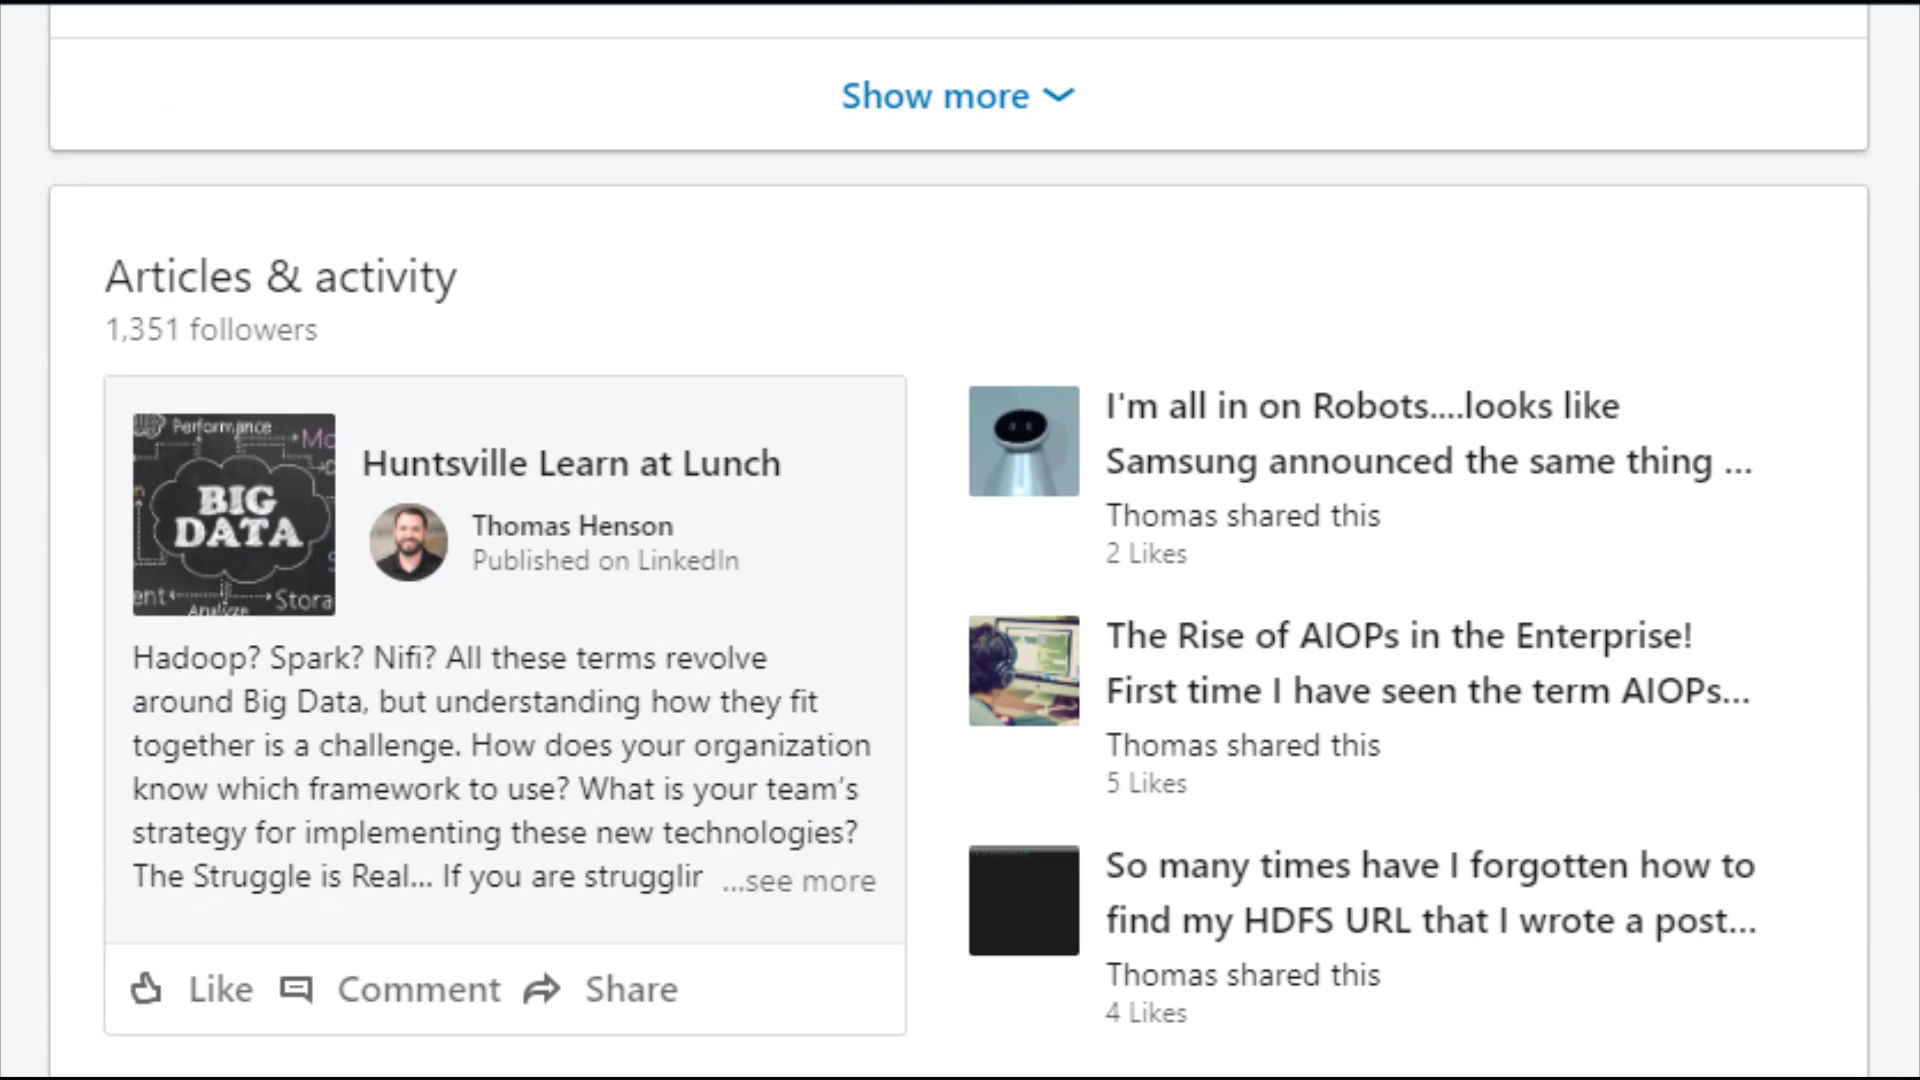 Show more
Articles & activity
1,351 followers
Performance
BIG
DATA
Analyze
Huntsville Learn at Lunch
Thomas Henson
Published on LinkedIn
Hadoop? Spark? Nifi? All these terms revolve
around Big Data, but understanding how they fit
together is a challenge. How does your organization
know which framework to use? What is your team's
strategy for implementing these new technologies?
The Struggle is Real... If you are strugglir ...see more
Like Comment Share
I'm all in on Robots....looks like
Samsung announced the same thing ...
Thomas shared this
2 Likes
The Rise of AIOPs in the Enterprise!
First time I have seen the term AIOPs...
Thomas shared this
5 Likes
So many times have I forgotten how to
find my HDFS URL that I wrote a post...
Thomas shared this
4 Likes